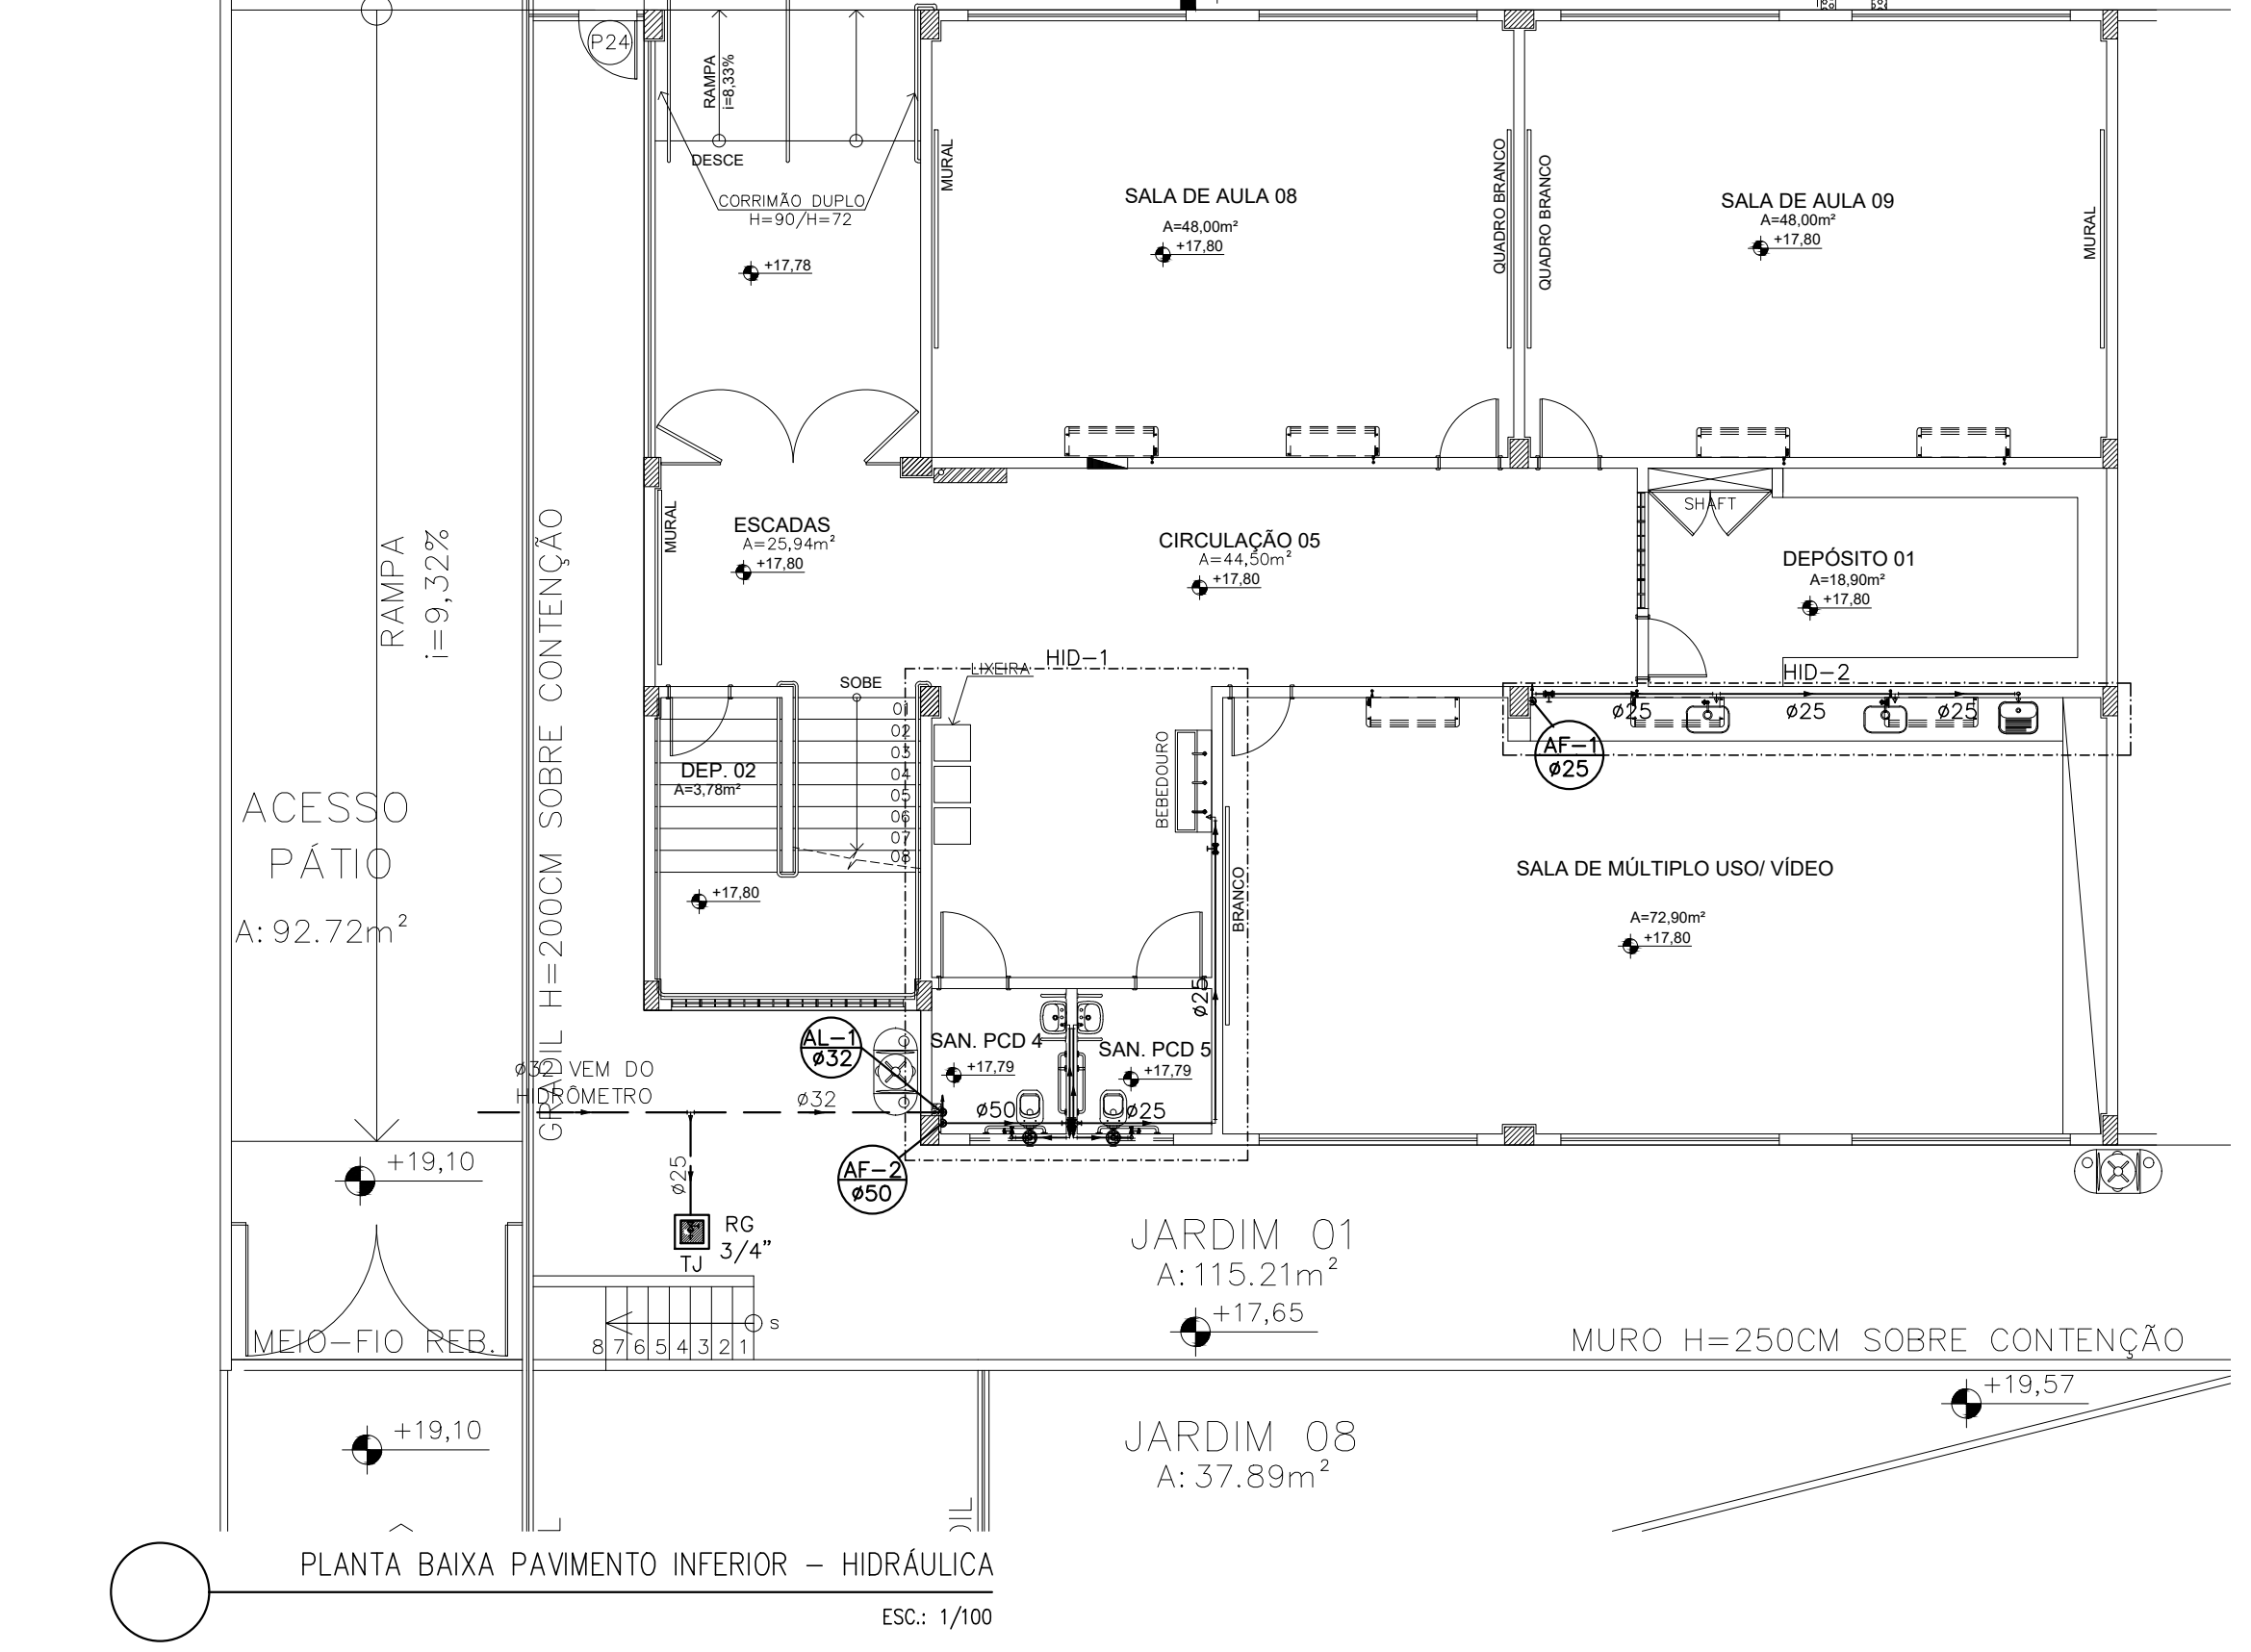 P24
RAMPA
i=8,33%
DESCE
CORRIMÃO DUPLO
H=90/H=72
+17,78
MURAL
SALA DE AULA 08
A=48,00m²
+17,80
QUADRO BRANCO
QUADRO BRANCO
SALA DE AULA 09
A=48,00m²
+17,80
MURAL
RAMPA
i=9,32%
GRADIL H=200CM SOBRE CONTENÇÃO
MURAL
ESCADAS
A=25,94m²
+17,80
CIRCULAÇÃO 05
A=44,50m²
+17,80
SHAFT
DEPÓSITO 01
A=18,90m²
+17,80
HID-1
LIXEIRA
HID-2
SOBE
01
02
03
04
05
06
07
08
DEP. 02
A=3,78m²
+17,80
BEBEDOURO
ø25
ø25
ø25
AF-1
ø25
ACESSO
PÁTIO
A: 92.72m²
BRANCO
SALA DE MÚLTIPLO USO/ VÍDEO
A=72,90m²
+17,80
ø25
AL-1
ø32
SAN. PCD 4
+17,79
SAN. PCD 5
+17,79
ø32 VEM DO
HIDRÔMETRO
ø32
ø50
ø25
AF-2
ø50
ø25
RG
3/4"
TJ
+19,10
JARDIM 01
A: 115.21m²
+17,65
MEIO-FIO REB.
8 7 6 5 4 3 2 1
S
MURO H=250CM SOBRE CONTENÇÃO
+19,57
+19,10
JARDIM 08
A: 37.89m²
PLANTA BAIXA PAVIMENTO INFERIOR - HIDRÁULICA
ESC.: 1/100